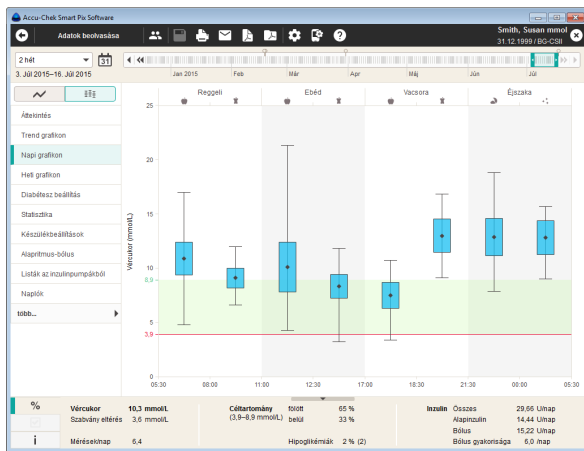 Accu-Chek Smart Pix Software
Adatok beolvasása
Smith, Susan mmol
31.12.1999 / BG-CSII
2 hét
31
3. Júl 2015–16. Júl 2015
Jan 2015 Feb Már Ápr Máj Jún Júl
Áttekintés
Trend grafikon
Napi grafikon
Heti grafikon
Diabétesz beállítás
Statisztika
Készülékbeállítások
Alapritmus-bólus
Listák az inzulinpumpákból
Naplók
több...
Reggeli Ebéd Vacsora Éjszaka
Vércukor (mmol/L)
25
20
15
10
8,9
5
3,9
0
05:30 08:00 11:00 12:30 17:00 18:30 21:30 00:00 05:30
%
i
Vércukor 10,3 mmol/L
Szabvány eltérés 3,6 mmol/L
Mérések/nap 6,4
Céltartomány fölött 65 %
(3,9–8,9 mmol/L) belül 33 %
Hipoglikémiák 2 % (2)
Inzulin Összes 29,66 U/nap
Alapinzulin 14,44 U/nap
Bólus 15,22 U/nap
Bólus gyakorisága 6,0 /nap